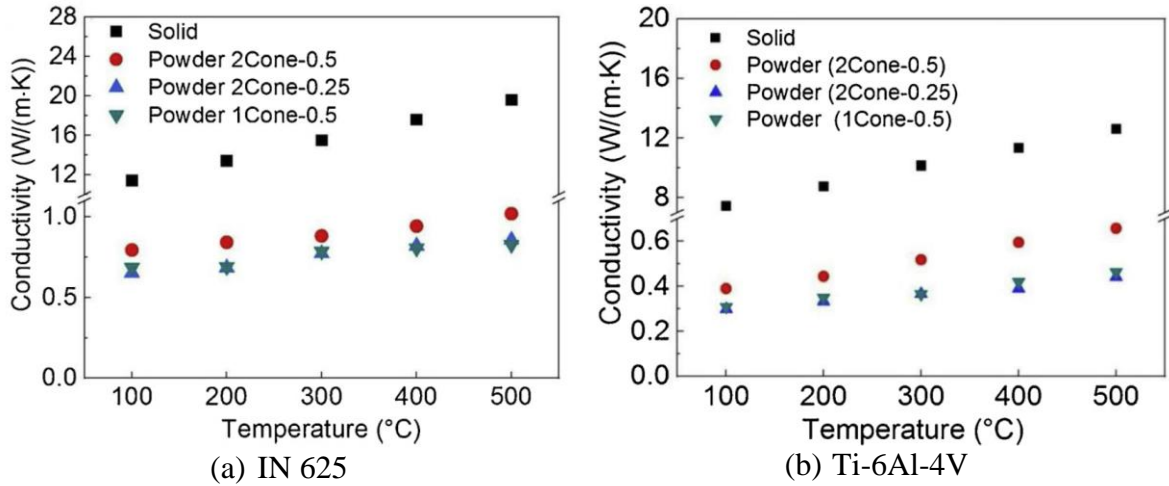 28
24
20
16
12
1.0
0.5
0.0
Conductivity (W/(m·K))
Solid
Powder 2Cone-0.5
Powder 2Cone-0.25
Powder 1Cone-0.5
100 200 300 400 500
Temperature (°C)
(a) IN 625
20
16
12
8
0.6
0.4
0.2
0.0
Conductivity (W/(m·K))
Solid
Powder (2Cone-0.5)
Powder (2Cone-0.25)
Powder (1Cone-0.5)
100 200 300 400 500
Temperature (°C)
(b) Ti-6Al-4V